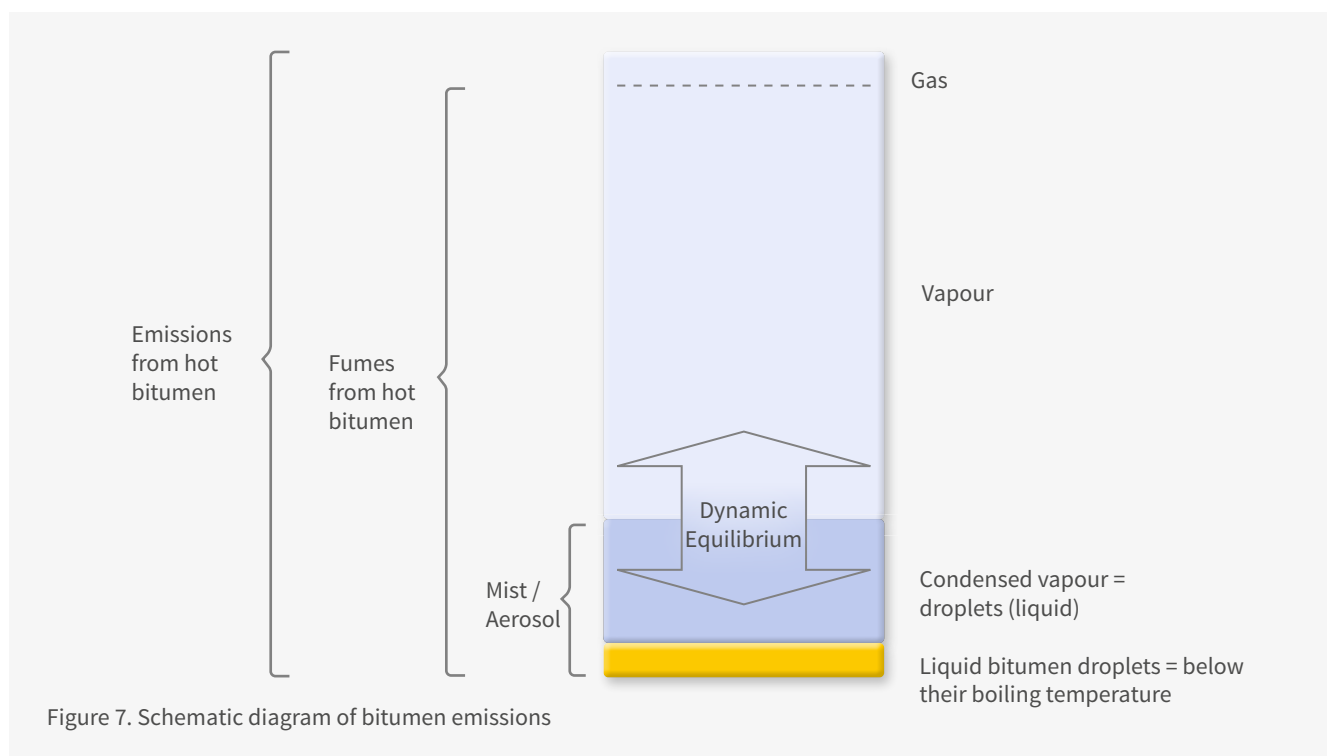 Gas
Vapour
Emissions
from hot
bitumen
Fumes
from hot
bitumen
Dynamic
Equilibrium
Mist /
Aerosol
Condensed vapour =
droplets (liquid)
Liquid bitumen droplets = below
their boiling temperature
Figure 7. Schematic diagram of bitumen emissions